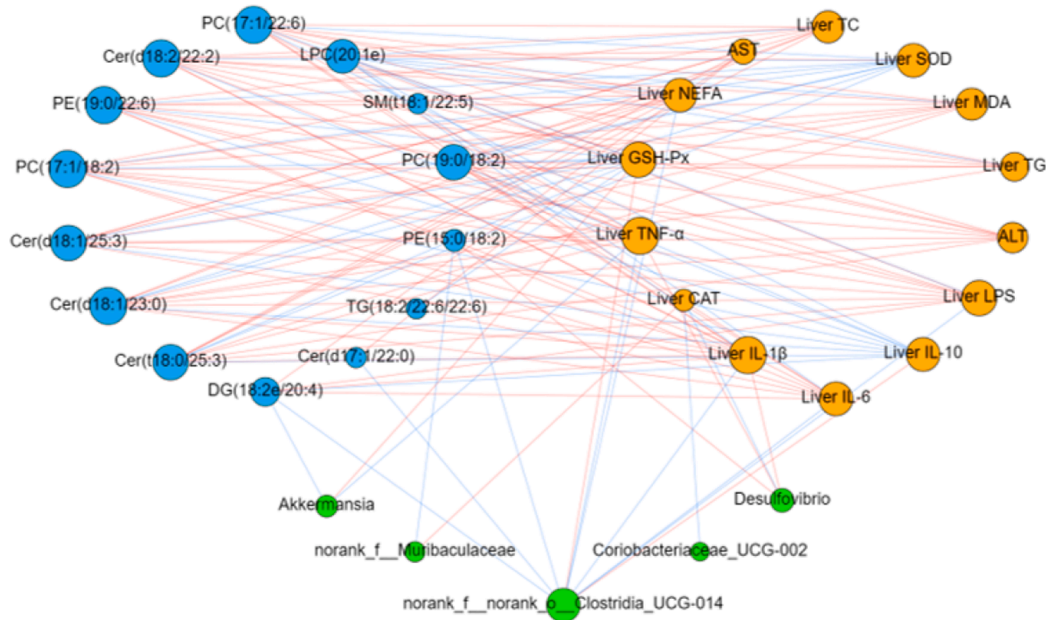 PC(17:1/22:6)
Liver TC
Cer(d18:2/22:2)
LPC(20:1e)
AST
Liver SOD
PE(19:0/22:6)
SM(t18:1/22:5)
Liver NEFA
Liver MDA
PC(17:1/18:2)
PC(19:0/18:2)
Liver GSH-Px
Liver TG
Cer(d18:1/25:3)
PE(15:0/18:2)
Liver TNF-α
ALT
Cer(d18:1/23:0)
TG(18:2/22:6/22:6)
Liver CAT
Liver LPS
Cer(t18:0/25:3)
Cer(d17:1/22:0)
Liver IL-1β
Liver IL-10
DG(18:2e/20:4)
Liver IL-6
Akkermansia
Desulfovibrio
norank_f__Muribaculaceae
Coriobacteriaceae_UCG-002
norank_f__norank_o__Clostridia_UCG-014